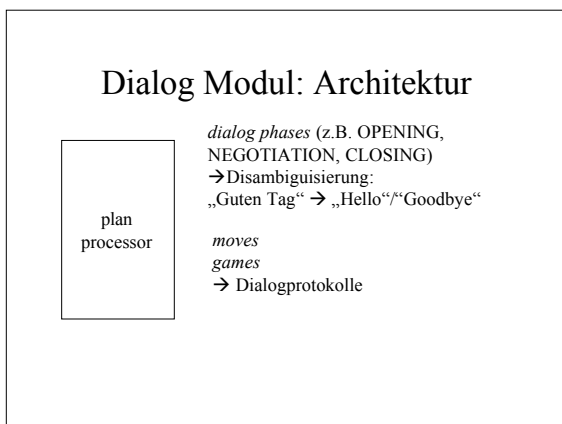 Dialog Modul: Architektur
dialog phases (z.B. OPENING,
NEGOTIATION, CLOSING)
→Disambiguisierung:
„Guten Tag“ → „Hello“/“Goodbye“
plan
processor
moves
games
→ Dialogprotokolle